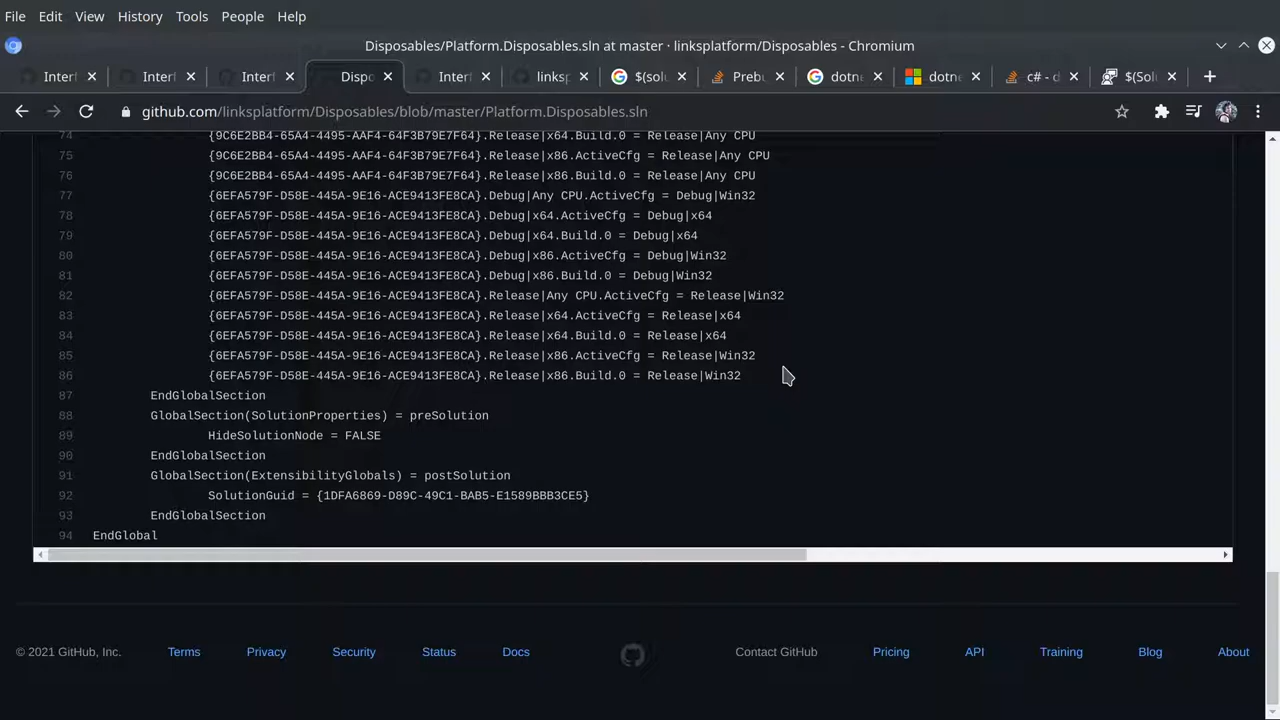 File Edit View History Tools People Help
Disposables/Platform.Disposables.sln at master · linksplatform/Disposables - Chromium
Interf Interf Interf Dispo Interf linksp $(solu Prebu dotne dotne c# - d $(Solu
github.com/linksplatform/Disposables/blob/master/Platform.Disposables.sln
74 {9C6E2BB4-65A4-4495-AAF4-64F3B79E7F64}.Release|x64.Build.0 = Release|Any CPU
75 {9C6E2BB4-65A4-4495-AAF4-64F3B79E7F64}.Release|x86.ActiveCfg = Release|Any CPU
76 {9C6E2BB4-65A4-4495-AAF4-64F3B79E7F64}.Release|x86.Build.0 = Release|Any CPU
77 {6EFA579F-D58E-445A-9E16-ACE9413FE8CA}.Debug|Any CPU.ActiveCfg = Debug|Win32
78 {6EFA579F-D58E-445A-9E16-ACE9413FE8CA}.Debug|x64.ActiveCfg = Debug|x64
79 {6EFA579F-D58E-445A-9E16-ACE9413FE8CA}.Debug|x64.Build.0 = Debug|x64
80 {6EFA579F-D58E-445A-9E16-ACE9413FE8CA}.Debug|x86.ActiveCfg = Debug|Win32
81 {6EFA579F-D58E-445A-9E16-ACE9413FE8CA}.Debug|x86.Build.0 = Debug|Win32
82 {6EFA579F-D58E-445A-9E16-ACE9413FE8CA}.Release|Any CPU.ActiveCfg = Release|Win32
83 {6EFA579F-D58E-445A-9E16-ACE9413FE8CA}.Release|x64.ActiveCfg = Release|x64
84 {6EFA579F-D58E-445A-9E16-ACE9413FE8CA}.Release|x64.Build.0 = Release|x64
85 {6EFA579F-D58E-445A-9E16-ACE9413FE8CA}.Release|x86.ActiveCfg = Release|Win32
86 {6EFA579F-D58E-445A-9E16-ACE9413FE8CA}.Release|x86.Build.0 = Release|Win32
87 EndGlobalSection
88 GlobalSection(SolutionProperties) = preSolution
89 HideSolutionNode = FALSE
90 EndGlobalSection
91 GlobalSection(ExtensibilityGlobals) = postSolution
92 SolutionGuid = {1DFA6869-D89C-49C1-BAB5-E1589BBB3CE5}
93 EndGlobalSection
94 EndGlobal
© 2021 GitHub, Inc. Terms Privacy Security Status Docs Contact GitHub Pricing API Training Blog About